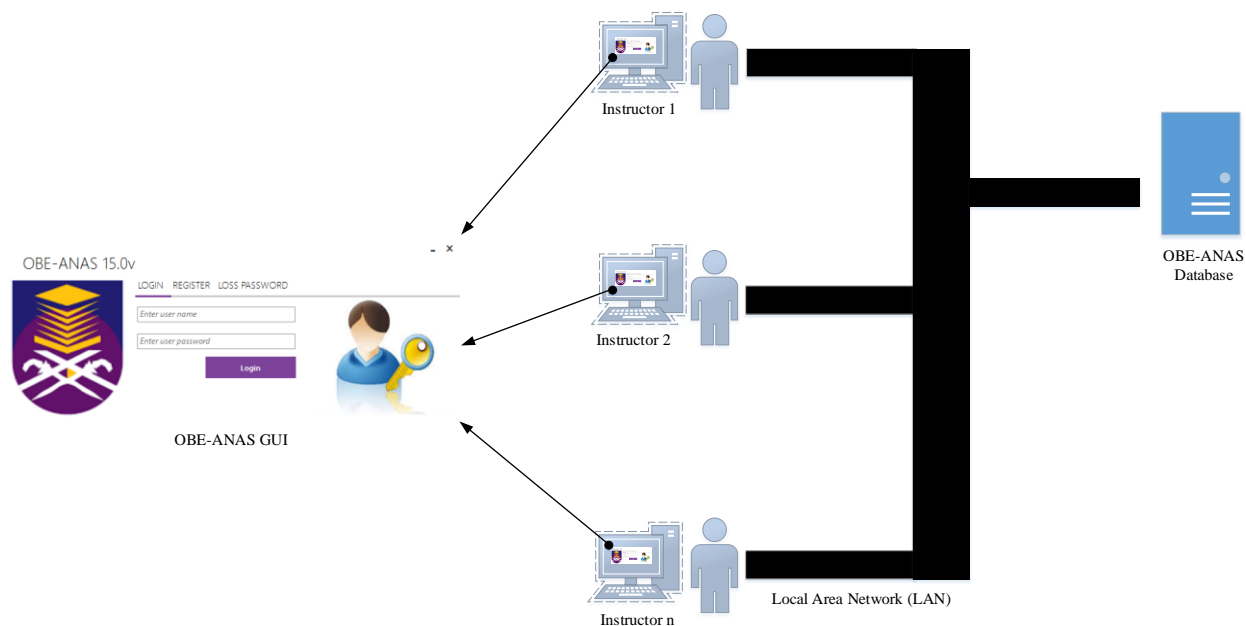 Instructor 1
OBE-ANAS
Database
OBE-ANAS 15.0v
- ×
LOGIN REGISTER LOSS PASSWORD
Enter user name
Enter user password
Login
OBE-ANAS GUI
Instructor 2
Local Area Network (LAN)
Instructor n